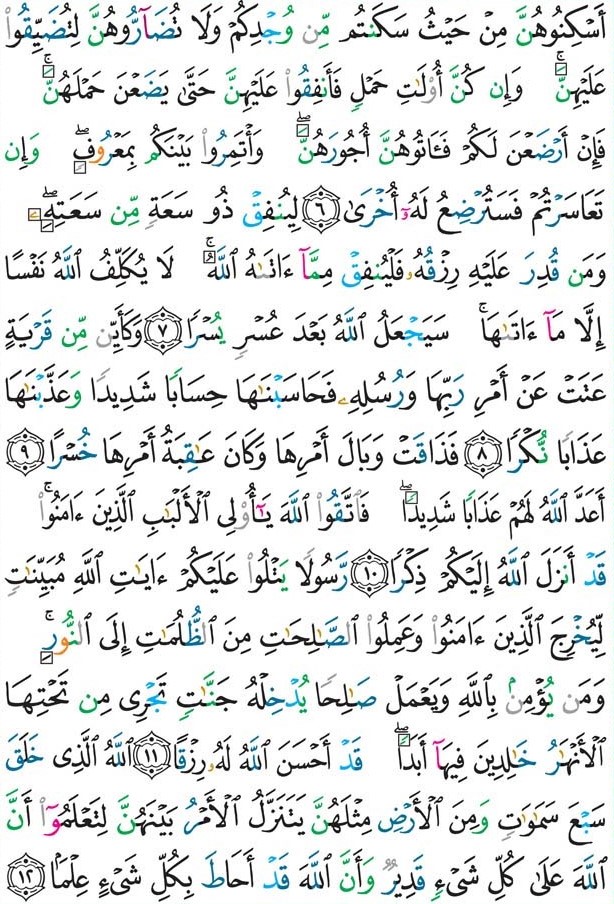 أَسْكِنُوهُنَّ مِنْ حَيْثُ سَكَنتُم مِّن وُجْدِكُمْ وَلَا تُضَآرُّوهُنَّ لِتُضَيِّقُوا۟
عَلَيْهِنَّ ۚ وَإِن كُنَّ أُو۟لَٰتِ حَمْلٍ فَأَنفِقُوا۟ عَلَيْهِنَّ حَتَّىٰ يَضَعْنَ حَمْلَهُنَّ ۚ
فَإِنْ أَرْضَعْنَ لَكُمْ فَـَٔاتُوهُنَّ أُجُورَهُنَّ ۖ وَأْتَمِرُوا۟ بَيْنَكُم بِمَعْرُوفٍ ۖ وَإِن
تَعَاسَرْتُمْ فَسَتُرْضِعُ لَهُۥٓ أُخْرَىٰ ۝٦ لِيُنفِقْ ذُو سَعَةٍ مِّن سَعَتِهِۦ ۖ
وَمَن قُدِرَ عَلَيْهِ رِزْقُهُۥ فَلْيُنفِقْ مِمَّآ ءَاتَىٰهُ ٱللَّهُ ۚ لَا يُكَلِّفُ ٱللَّهُ نَفْسًا
إِلَّا مَآ ءَاتَىٰهَا ۚ سَيَجْعَلُ ٱللَّهُ بَعْدَ عُسْرٍ يُسْرًا ۝٧ وَكَأَيِّن مِّن قَرْيَةٍ
عَتَتْ عَنْ أَمْرِ رَبِّهَا وَرُسُلِهِۦ فَحَاسَبْنَٰهَا حِسَابًا شَدِيدًا وَعَذَّبْنَٰهَا
عَذَابًا نُّكْرًا ۝٨ فَذَاقَتْ وَبَالَ أَمْرِهَا وَكَانَ عَٰقِبَةُ أَمْرِهَا خُسْرًا ۝٩
أَعَدَّ ٱللَّهُ لَهُمْ عَذَابًا شَدِيدًا ۖ فَٱتَّقُوا۟ ٱللَّهَ يَٰٓأُو۟لِى ٱلْأَلْبَٰبِ ٱلَّذِينَ ءَامَنُوا۟ ۚ
قَدْ أَنزَلَ ٱللَّهُ إِلَيْكُمْ ذِكْرًا ۝١٠ رَّسُولًا يَتْلُوا۟ عَلَيْكُمْ ءَايَٰتِ ٱللَّهِ مُبَيِّنَٰتٍ
لِّيُخْرِجَ ٱلَّذِينَ ءَامَنُوا۟ وَعَمِلُوا۟ ٱلصَّٰلِحَٰتِ مِنَ ٱلظُّلُمَٰتِ إِلَى ٱلنُّورِ ۚ
وَمَن يُؤْمِنۢ بِٱللَّهِ وَيَعْمَلْ صَٰلِحًا يُدْخِلْهُ جَنَّٰتٍ تَجْرِى مِن تَحْتِهَا
ٱلْأَنْهَٰرُ خَٰلِدِينَ فِيهَآ أَبَدًا ۖ قَدْ أَحْسَنَ ٱللَّهُ لَهُۥ رِزْقًا ۝١١ ٱللَّهُ ٱلَّذِى خَلَقَ
سَبْعَ سَمَٰوَٰتٍ وَمِنَ ٱلْأَرْضِ مِثْلَهُنَّ يَتَنَزَّلُ ٱلْأَمْرُ بَيْنَهُنَّ لِتَعْلَمُوٓا۟ أَنَّ
ٱللَّهَ عَلَىٰ كُلِّ شَىْءٍ قَدِيرٌ وَأَنَّ ٱللَّهَ قَدْ أَحَاطَ بِكُلِّ شَىْءٍ عِلْمًۢا ۝١٢